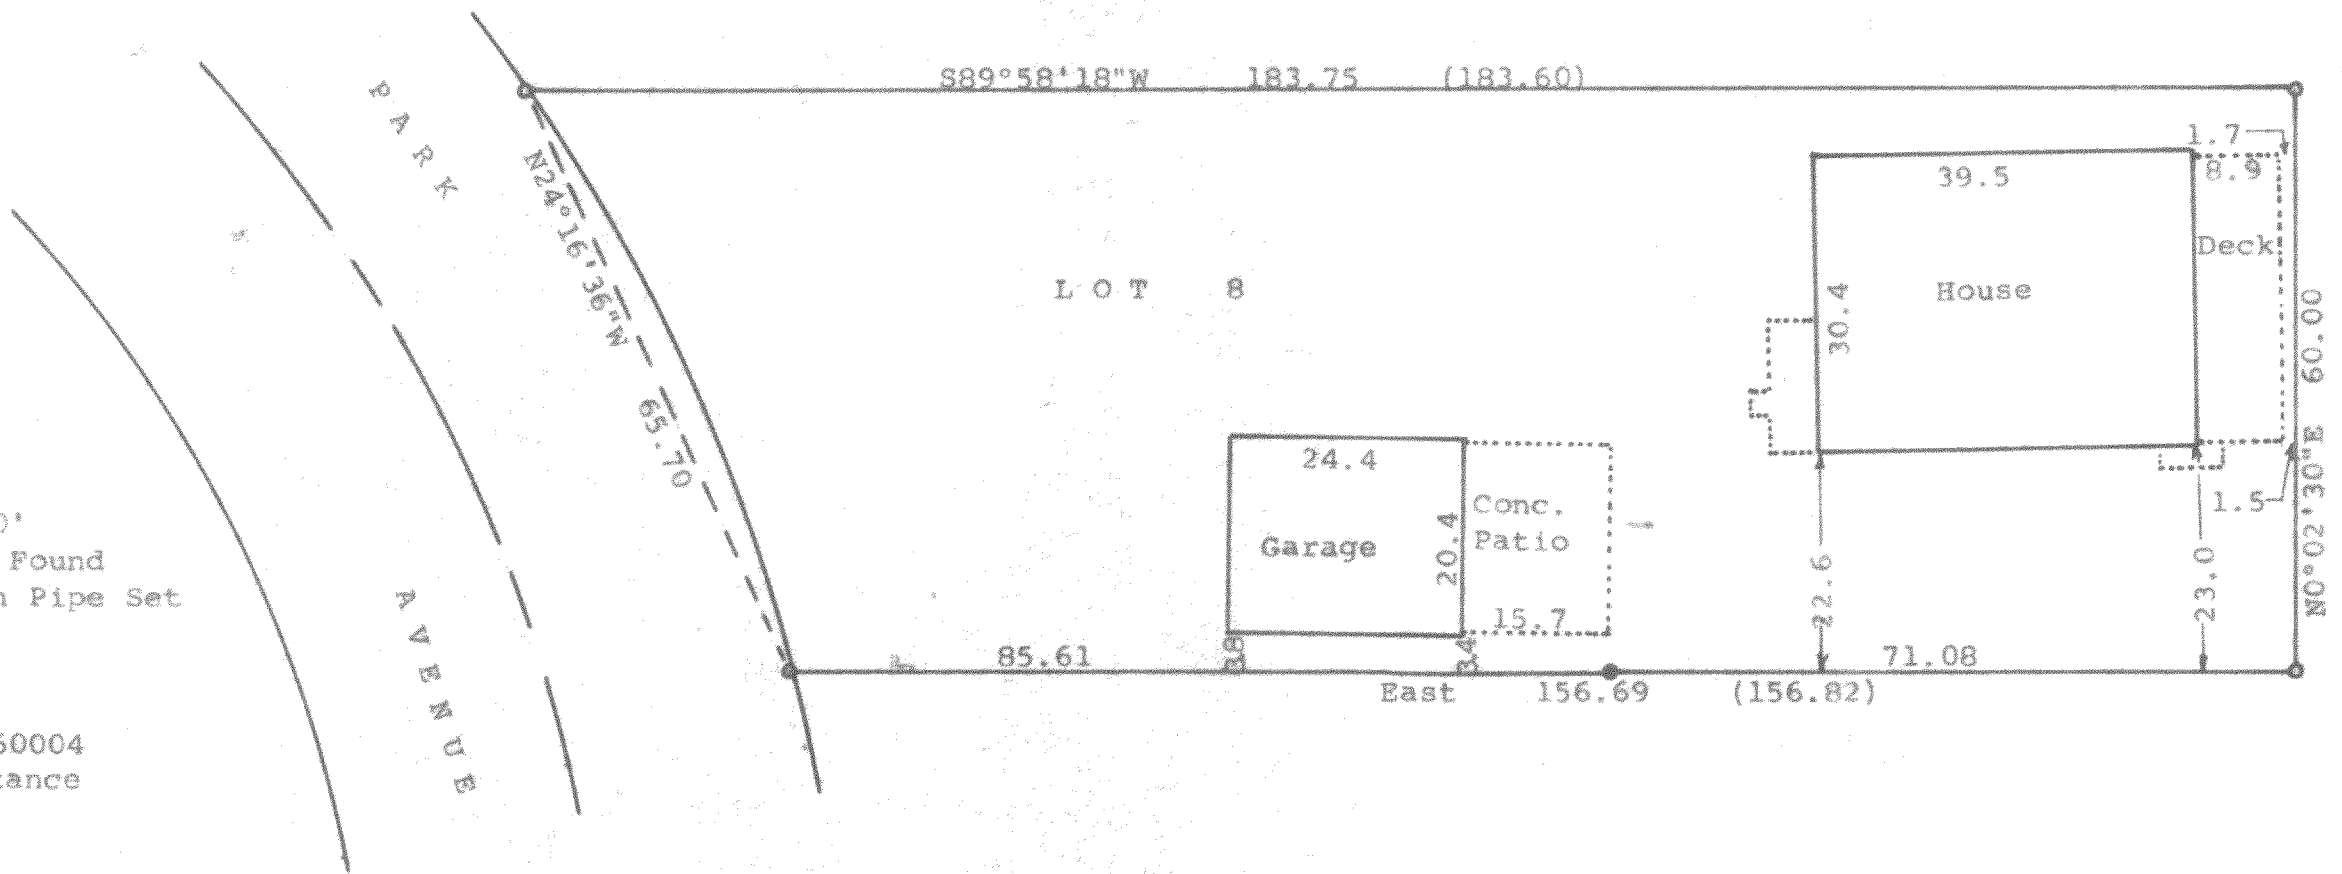 S89°58'18"W 183.75 (183.60)
PARK
N24°16'36"W 65.70
1.7
39.5
8.9
Deck
LOT 8
House
30.4
N0°02'30"E 60.00
24.4
Conc.
Patio
Garage
20.4
15.7
1.5
0'
Found
Pipe Set
22.6
23.0
AVENUE
85.61
3.8
3.4
71.08
East 156.69 (156.82)
60004
tance